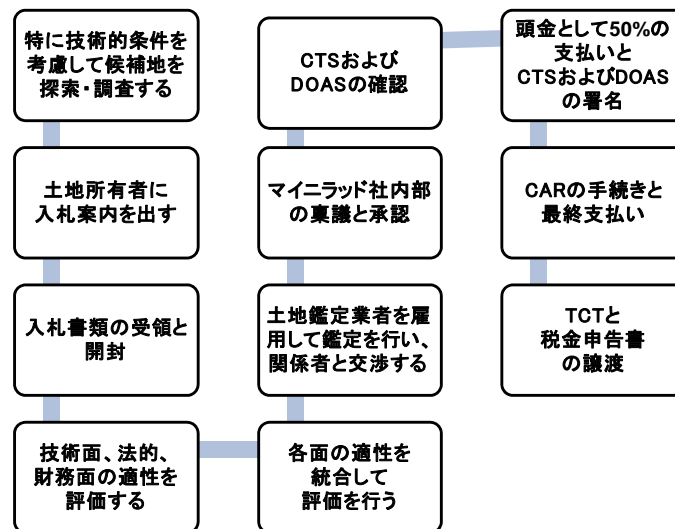 特に技術的条件を
考慮して候補地を
探索・調査する
土地所有者に
入札案内を出す
入札書類の受領と
開封
技術面、法的、
財務面の適性を
評価する
各面の適性を
統合して
評価を行う
土地鑑定業者を雇
用して鑑定を行い、
関係者と交渉する
マイニラッド社内部
の稟議と承認
CTSおよび
DOASの確認
頭金として50%の
支払いと
CTSおよびDOAS
の署名
CARの手続きと
最終支払い
TCTと
税金申告書
の譲渡